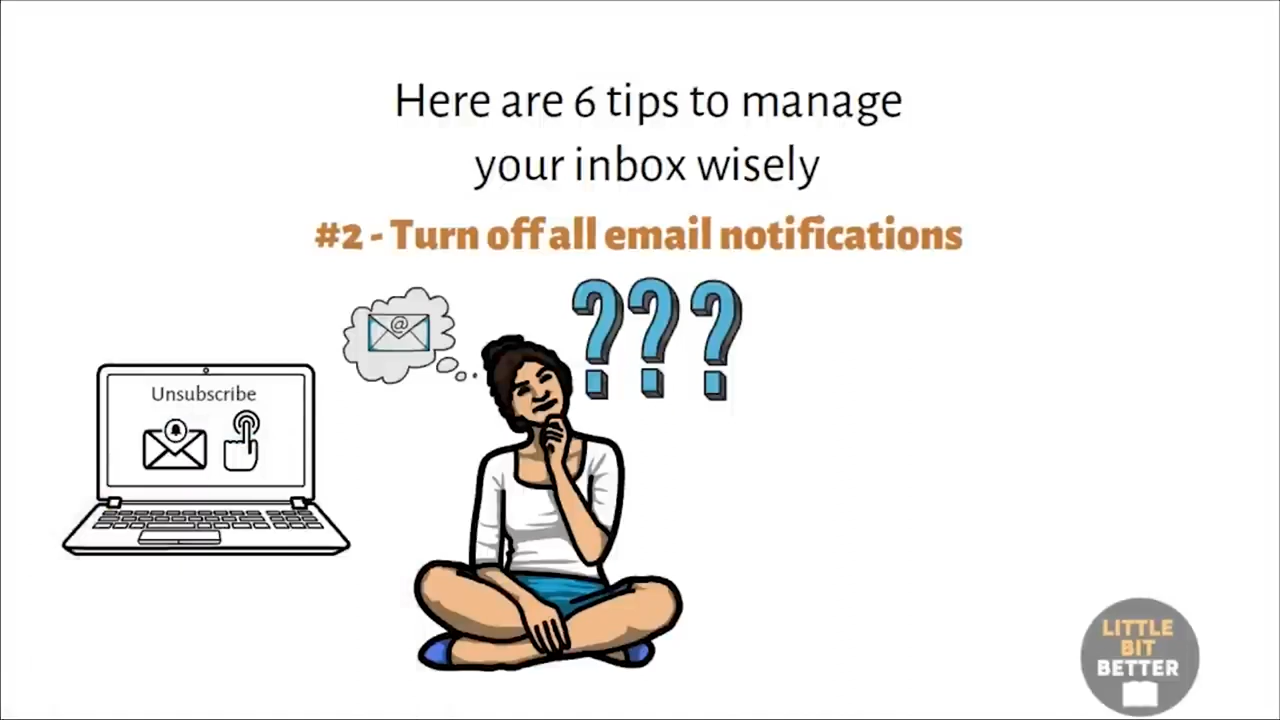 Here are 6 tips to manage
your inbox wisely
#2 - Turn off all email notifications
@
???
Unsubscribe
LITTLE
BIT
BETTER